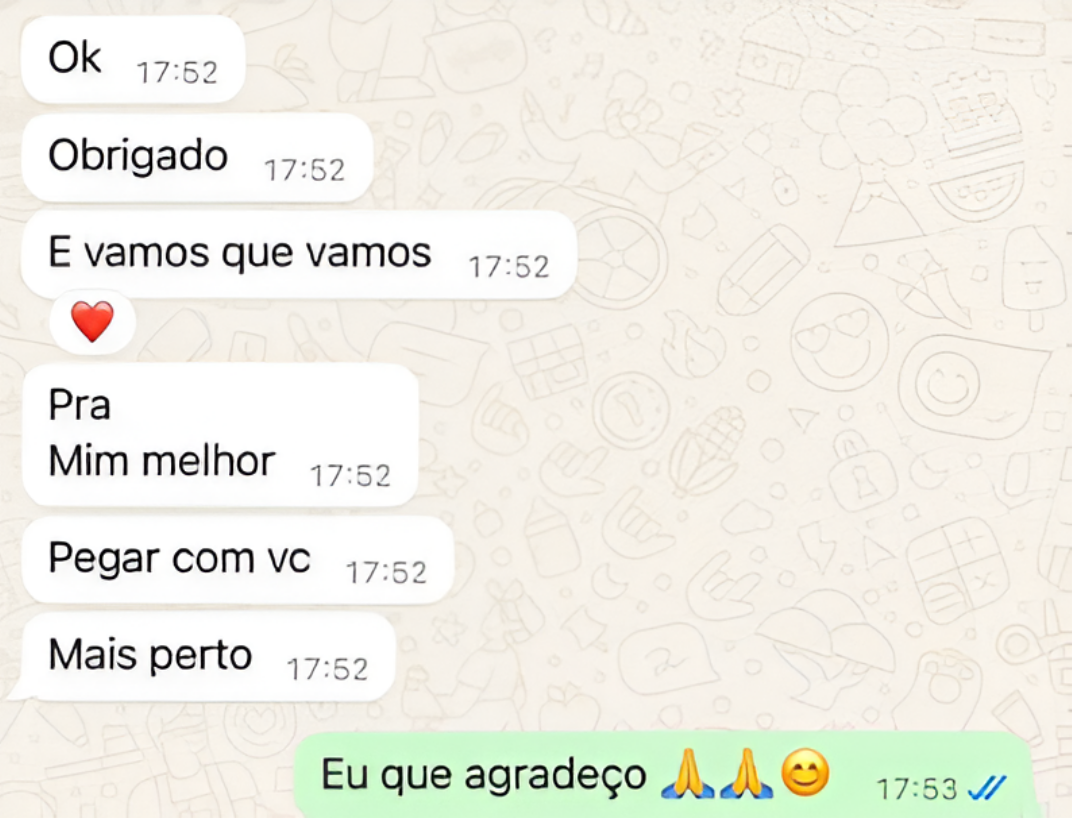 Ok 17:52
Obrigado 17:52
E vamos que vamos 17:52
❤️
Pra
Mim melhor 17:52
Pegar com vc 17:52
Mais perto 17:52
Eu que agradeço 🙏🙏😊 17:53